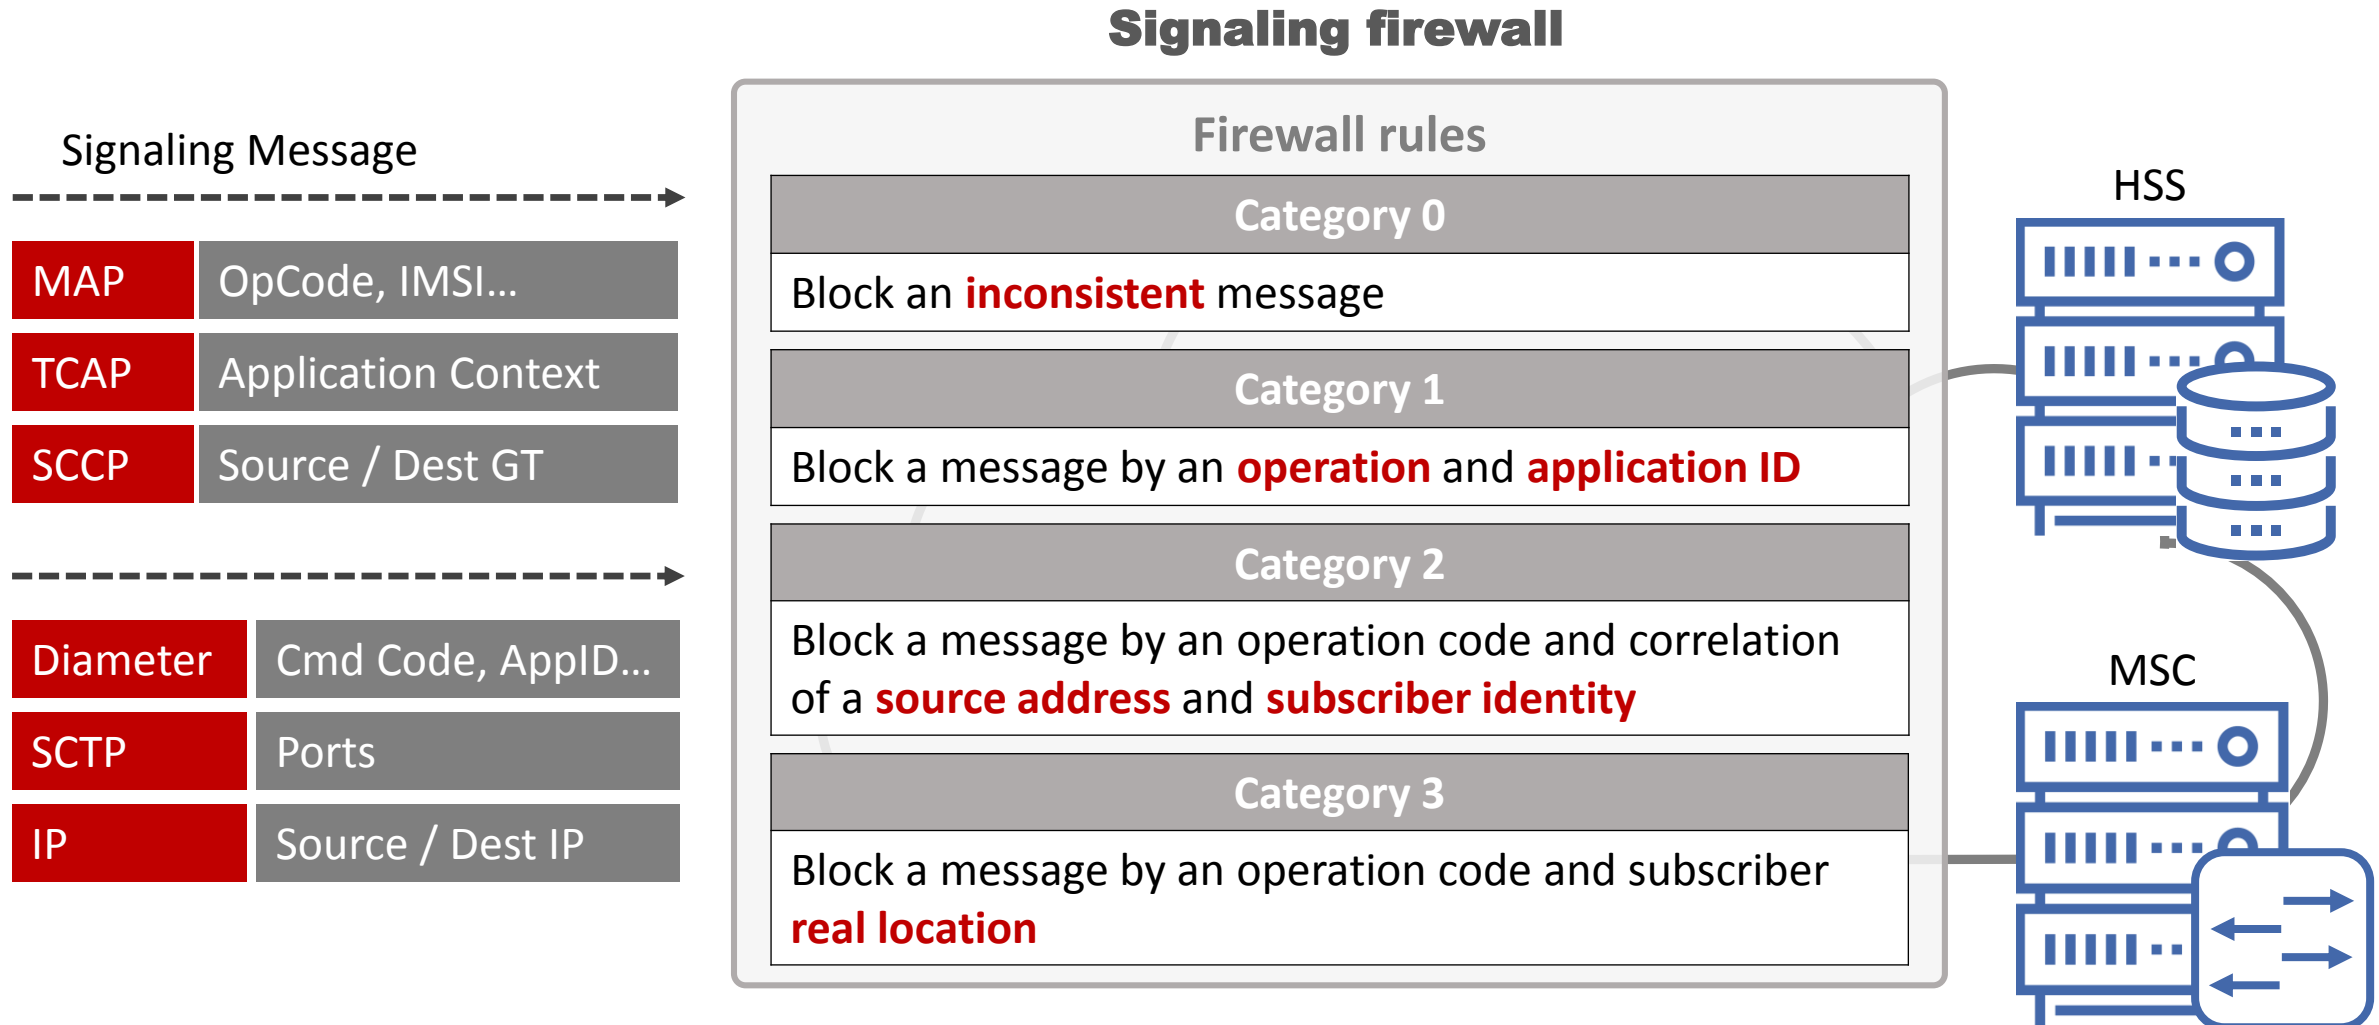 Signaling firewall
Signaling Message
MAP OpCode, IMSI…
TCAP Application Context
SCCP Source / Dest GT
Diameter Cmd Code, AppID…
SCTP Ports
IP Source / Dest IP
Firewall rules
Category 0
Block an inconsistent message
Category 1
Block a message by an operation and application ID
Category 2
Block a message by an operation code and correlation
of a source address and subscriber identity
Category 3
Block a message by an operation code and subscriber
real location
HSS
MSC